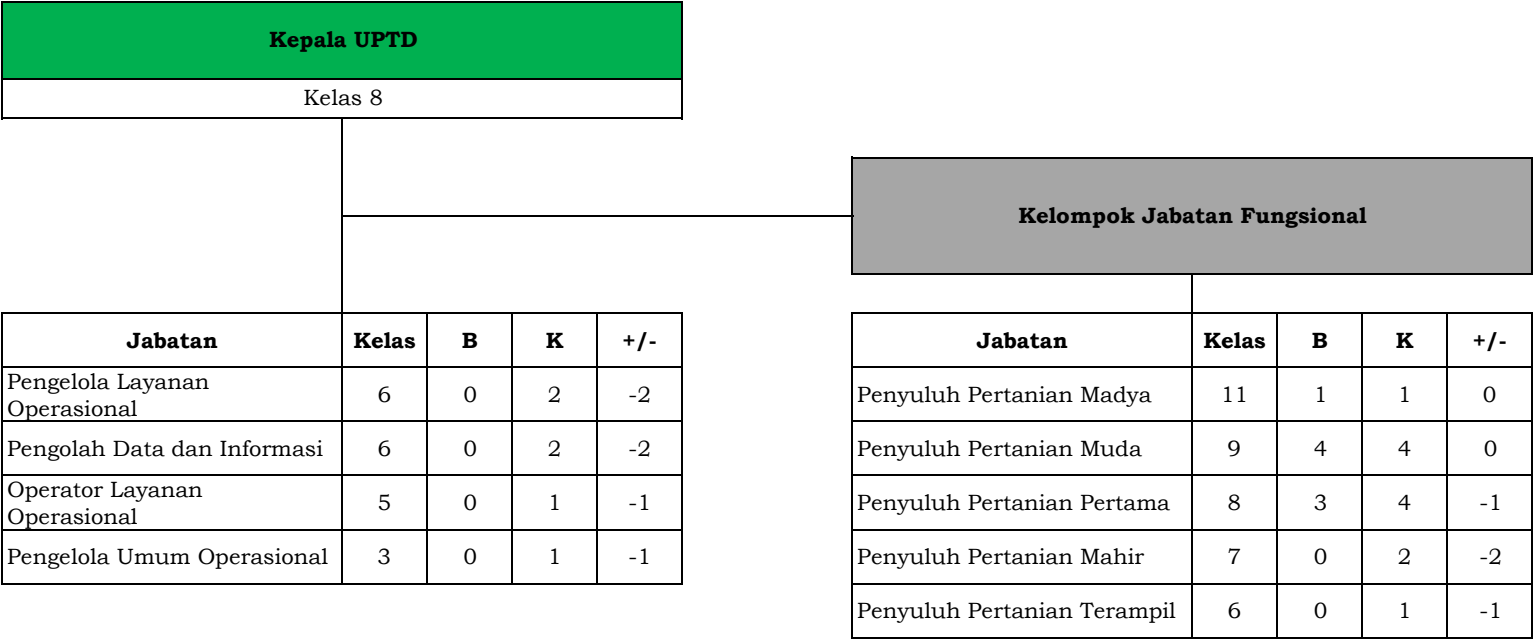 Kepala UPTD
Kelas 8
Kelompok Jabatan Fungsional
Jabatan Kelas B K +/-
Pengelola Layanan
Operasional 6 0 2 -2
Pengolah Data dan Informasi 6 0 2 -2
Operator Layanan
Operasional 5 0 1 -1
Pengelola Umum Operasional 3 0 1 -1
Jabatan Kelas B K +/-
Penyuluh Pertanian Madya 11 1 1 0
Penyuluh Pertanian Muda 9 4 4 0
Penyuluh Pertanian Pertama 8 3 4 -1
Penyuluh Pertanian Mahir 7 0 2 -2
Penyuluh Pertanian Terampil 6 0 1 -1